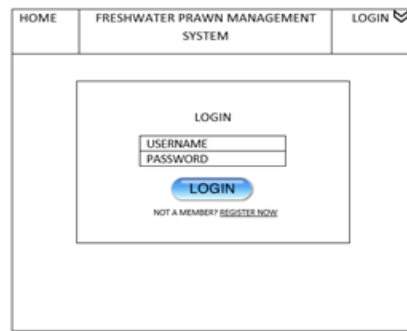 HOME
FRESHWATER PRAWN MANAGEMENT
SYSTEM
LOGIN
LOGIN
USERNAME
PASSWORD
LOGIN
NOT A MEMBER? REGISTER NOW